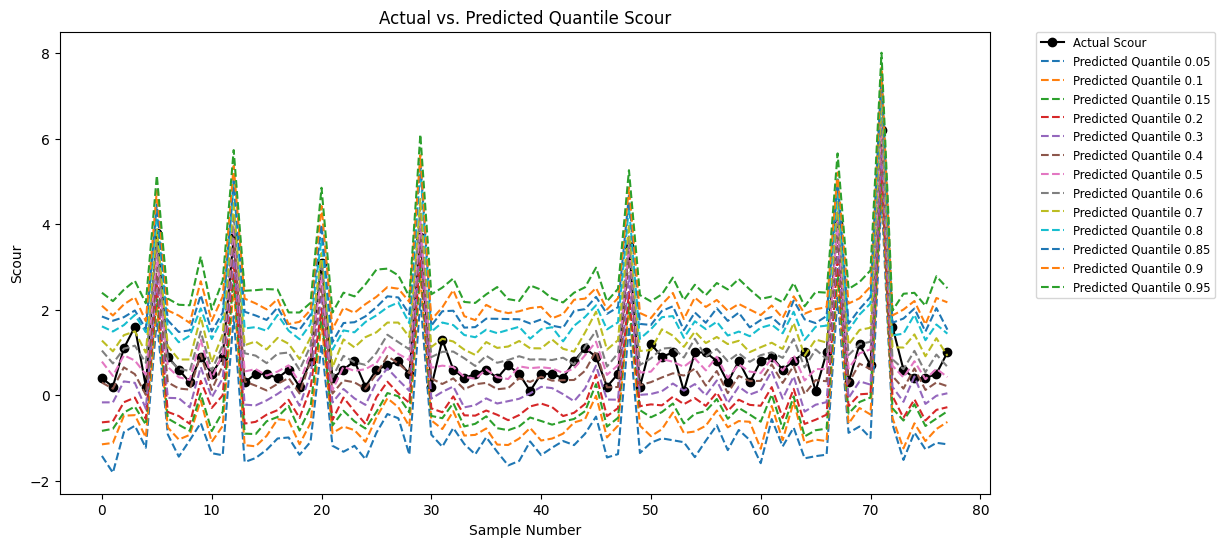 Actual vs. Predicted Quantile Scour
Scour
8
6
4
2
0
−2
0 10 20 30 40 50 60 70 80
Sample Number
Actual Scour
Predicted Quantile 0.05
Predicted Quantile 0.1
Predicted Quantile 0.15
Predicted Quantile 0.2
Predicted Quantile 0.3
Predicted Quantile 0.4
Predicted Quantile 0.5
Predicted Quantile 0.6
Predicted Quantile 0.7
Predicted Quantile 0.8
Predicted Quantile 0.85
Predicted Quantile 0.9
Predicted Quantile 0.95